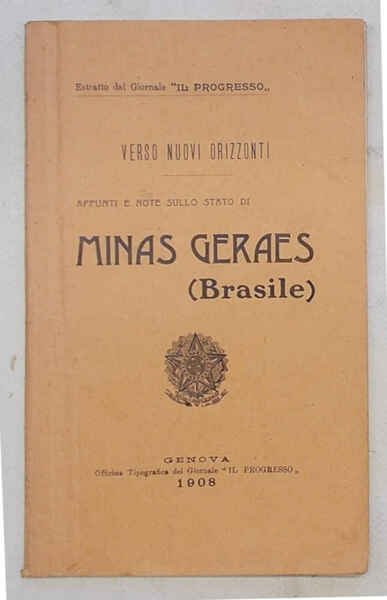 Estratto dal Giornale "IL PROGRESSO„
VERSO NUOVI ORIZZONTI
APPUNTI E NOTE SULLO STATO DI
MINAS GERAES
(Brasile)
GENOVA
Officina Tipografica del Giornale "IL PROGRESSO„
1908